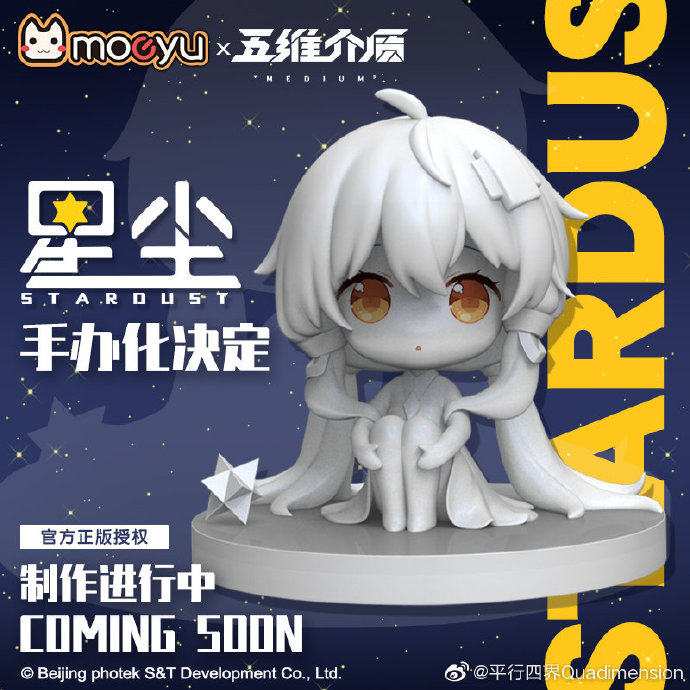 moeyu × 五维介质
MEDIUM⁵
星尘
STARDUST
手办化决定
STARDUST
官方正版授权
制作进行中
COMING SOON
© Beijing photek S&T Development Co., Ltd.
@平行四界Quadimension